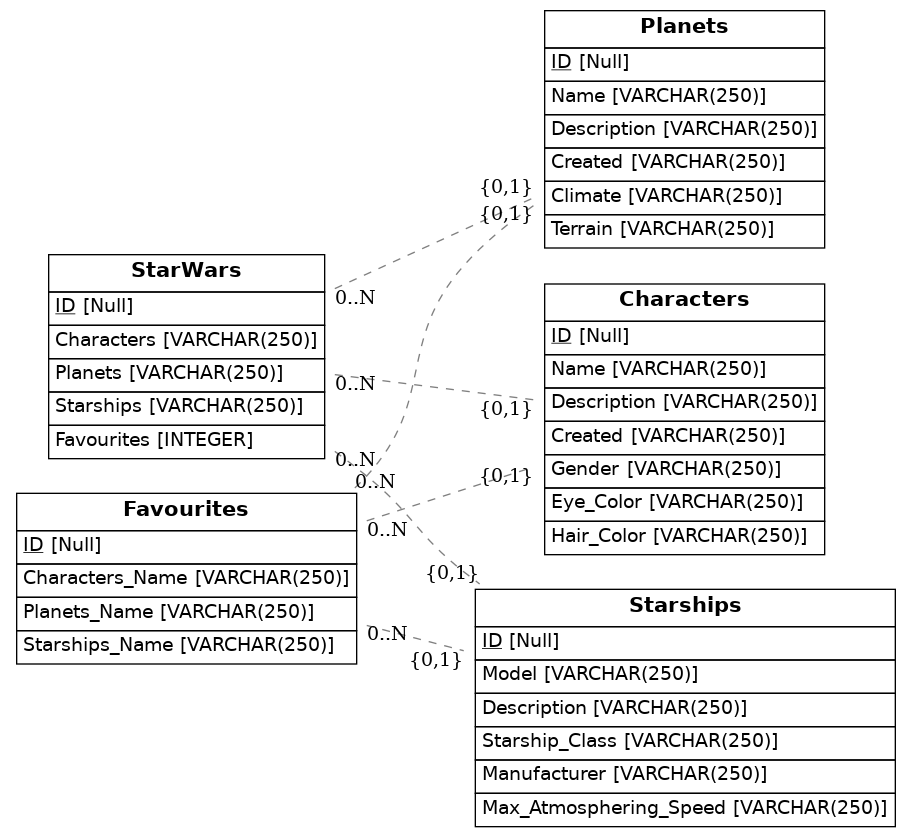 Planets
ID [Null]
Name [VARCHAR(250)]
Description [VARCHAR(250)]
Created [VARCHAR(250)]
Climate [VARCHAR(250)]
Terrain [VARCHAR(250)]
{0,1}
{0,1}
StarWars
ID [Null]
Characters [VARCHAR(250)]
Planets [VARCHAR(250)]
Starships [VARCHAR(250)]
Favourites [INTEGER]
0..N
0..N
0..N
Characters
ID [Null]
Name [VARCHAR(250)]
Description [VARCHAR(250)]
Created [VARCHAR(250)]
Gender [VARCHAR(250)]
Eye_Color [VARCHAR(250)]
Hair_Color [VARCHAR(250)]
{0,1}
{0,1}
Favourites
ID [Null]
Characters_Name [VARCHAR(250)]
Planets_Name [VARCHAR(250)]
Starships_Name [VARCHAR(250)]
0..N
0..N
0..N
{0,1}
{0,1}
Starships
ID [Null]
Model [VARCHAR(250)]
Description [VARCHAR(250)]
Starship_Class [VARCHAR(250)]
Manufacturer [VARCHAR(250)]
Max_Atmosphering_Speed [VARCHAR(250)]